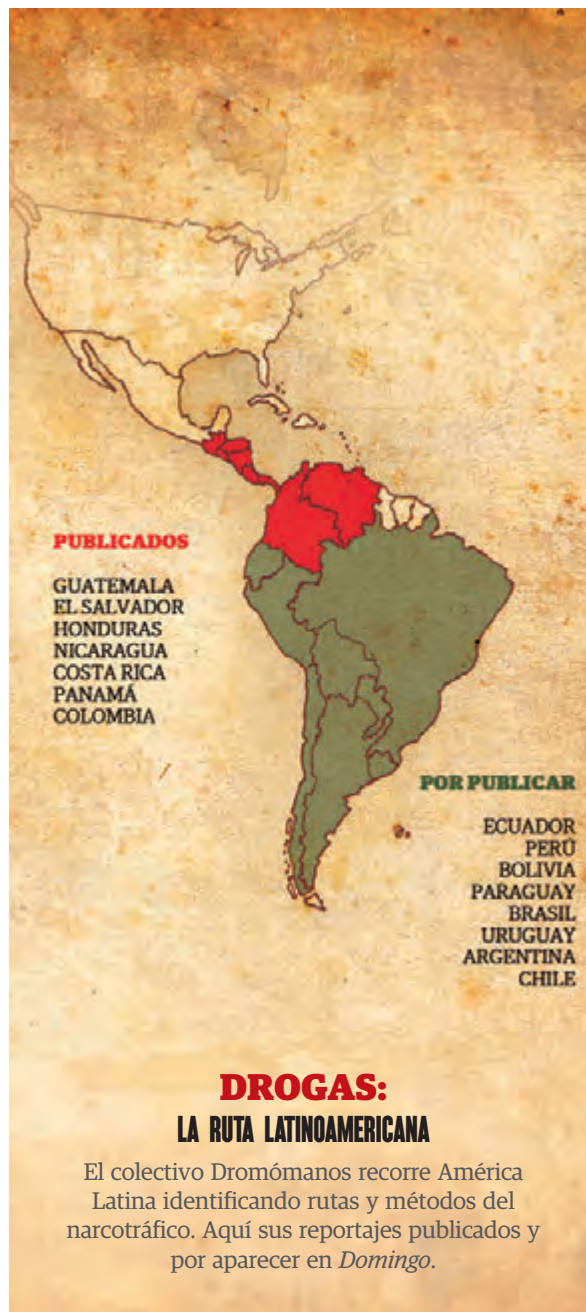 PUBLICADOS
GUATEMALA
EL SALVADOR
HONDURAS
NICARAGUA
COSTA RICA
PANAMÁ
COLOMBIA
POR PUBLICAR
ECUADOR
PERÚ
BOLIVIA
PARAGUAY
BRASIL
URUGUAY
ARGENTINA
CHILE
DROGAS:
LA RUTA LATINOAMERICANA
El colectivo Dromómanos recorre América
Latina identificando rutas y métodos del
narcotráfico. Aquí sus reportajes publicados y
por aparecer en Domingo.